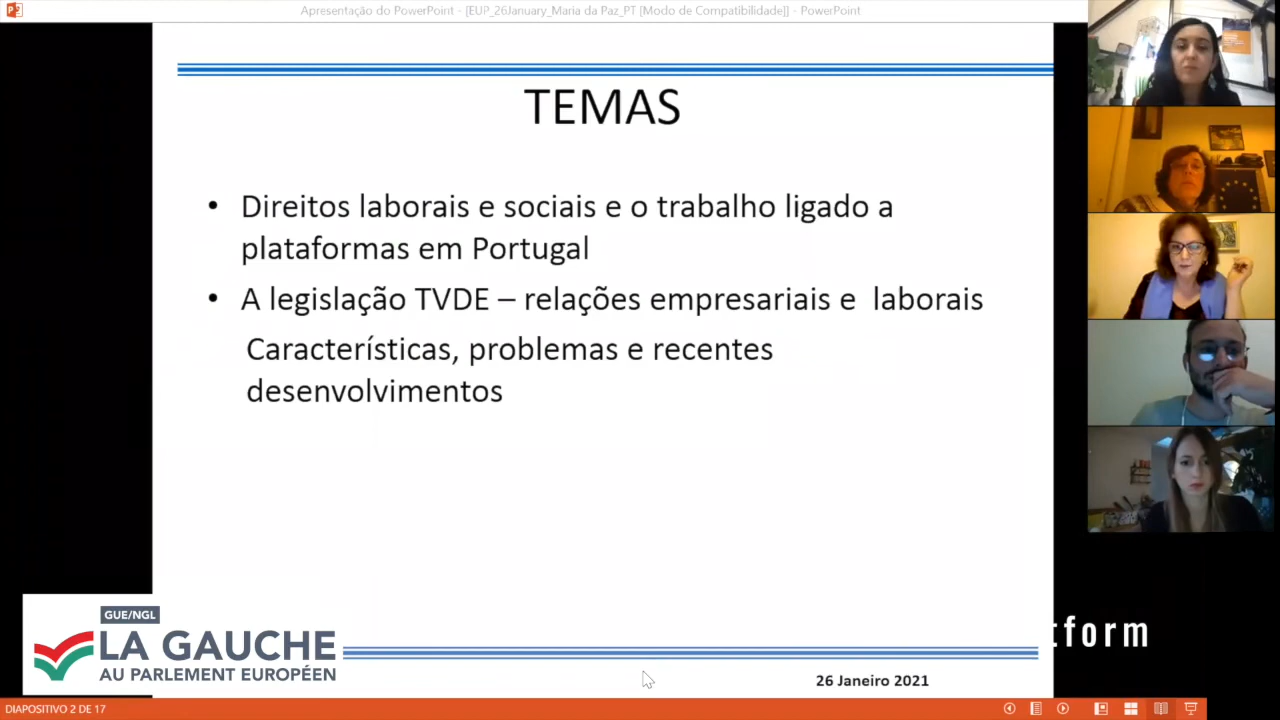 Apresentação do PowerPoint - [EUP_26January_Maria da Paz_PT [Modo de Compatibilidade]] - PowerPoint
TEMAS
• Direitos laborais e sociais e o trabalho ligado a
plataformas em Portugal
• A legislação TVDE – relações empresariais e laborais
Características, problemas e recentes
desenvolvimentos
tform
GUE/NGL
LA GAUCHE
AU PARLEMENT EUROPÉEN
26 Janeiro 2021
DIAPOSITIVO 2 DE 17